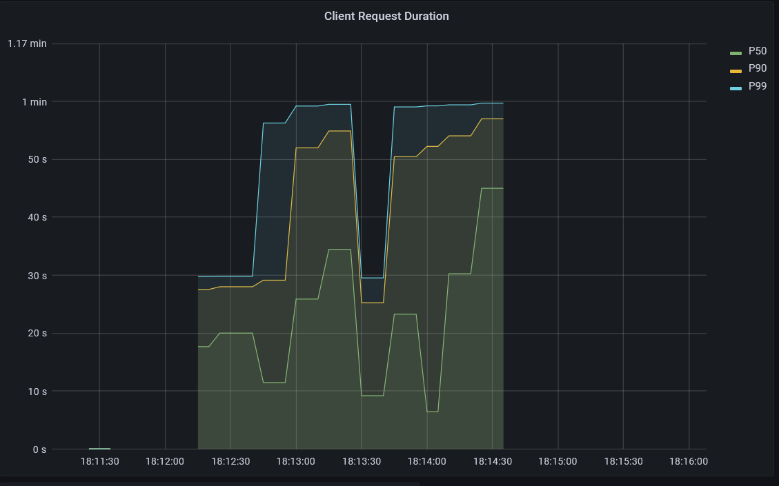 Client Request Duration
1.17 min
1 min
50 s
40 s
30 s
20 s
10 s
0 s
18:11:30 18:12:00 18:12:30 18:13:00 18:13:30 18:14:00 18:14:30 18:15:00 18:15:30 18:16:00
P50
P90
P99